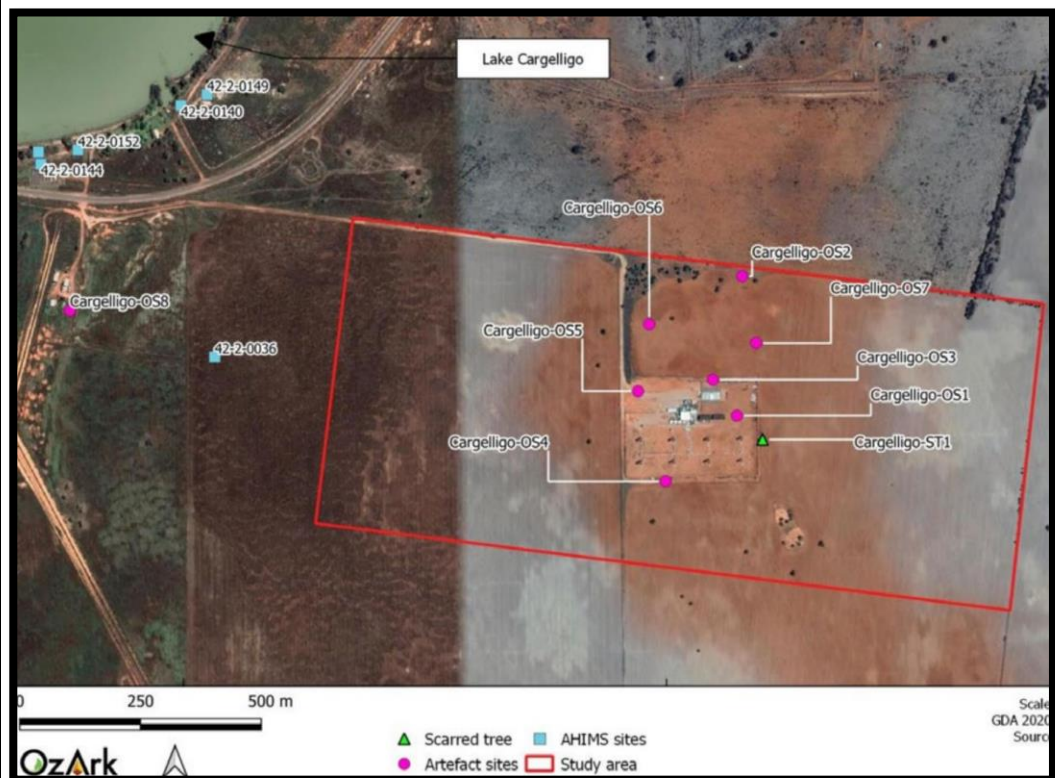 Lake Cargelligo
42-2-0149
42-2-0140
42-2-0152
42-2-0144
Cargelligo-OS6
Cargelligo-OS2
Cargelligo-OS7
Cargelligo-OS8
Cargelligo-OS5
42-2-0036
Cargelligo-OS3
Cargelligo-OS1
Cargelligo-OS4
Cargelligo-ST1
0 250 500 m
Scale
GDA 2020
Sourc
Scarred tree AHIMS sites
Artefact sites Study area
OzArk